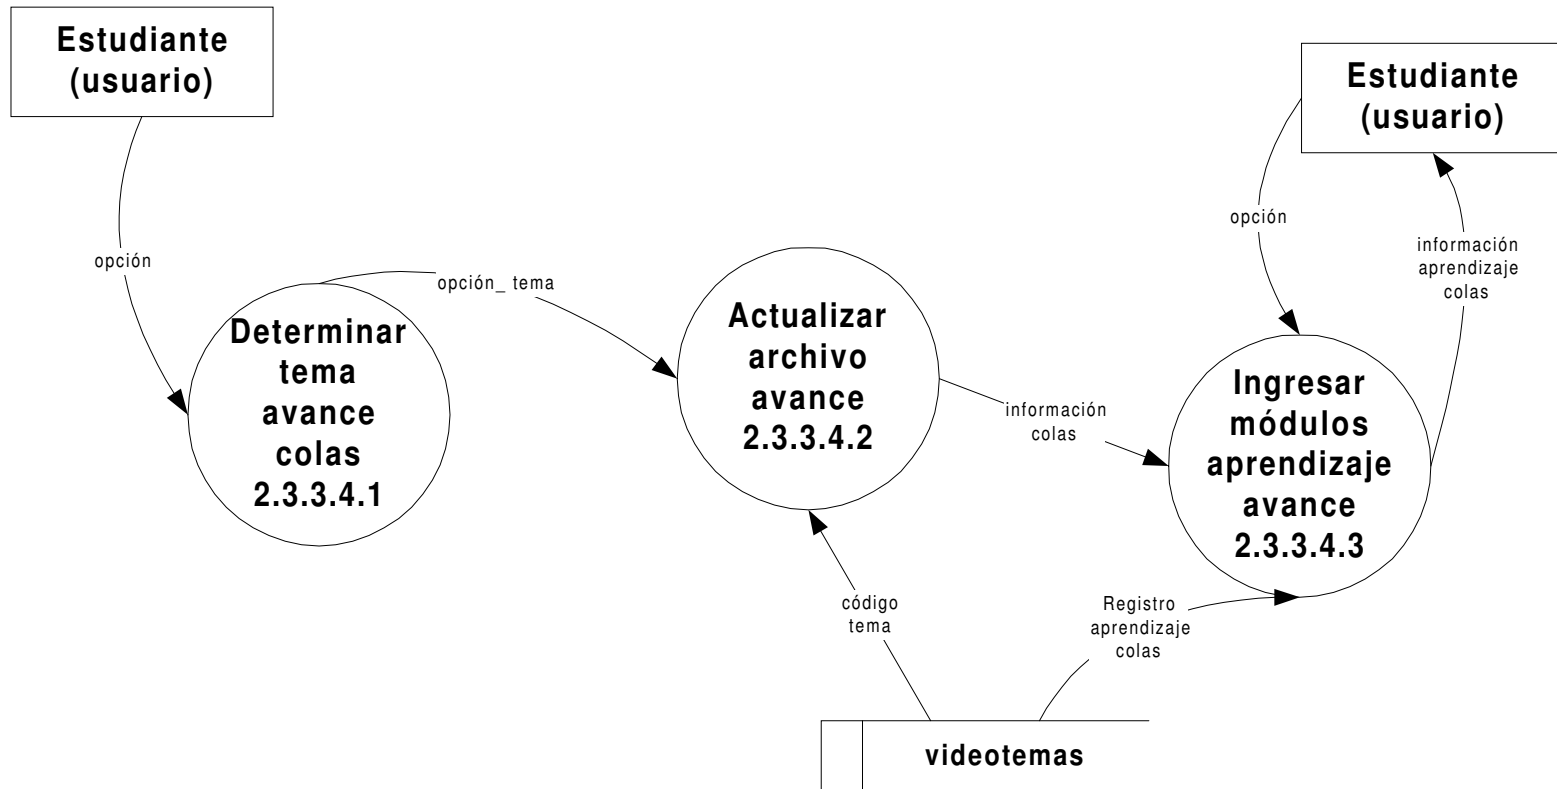 Estudiante
(usuario)
Estudiante
(usuario)
opción
opción
información
aprendizaje
colas
opción_ tema
Determinar
tema
avance
colas
2.3.3.4.1
Actualizar
archivo
avance
2.3.3.4.2
información
colas
Ingresar
módulos
aprendizaje
avance
2.3.3.4.3
código
tema
Registro
aprendizaje
colas
videotemas